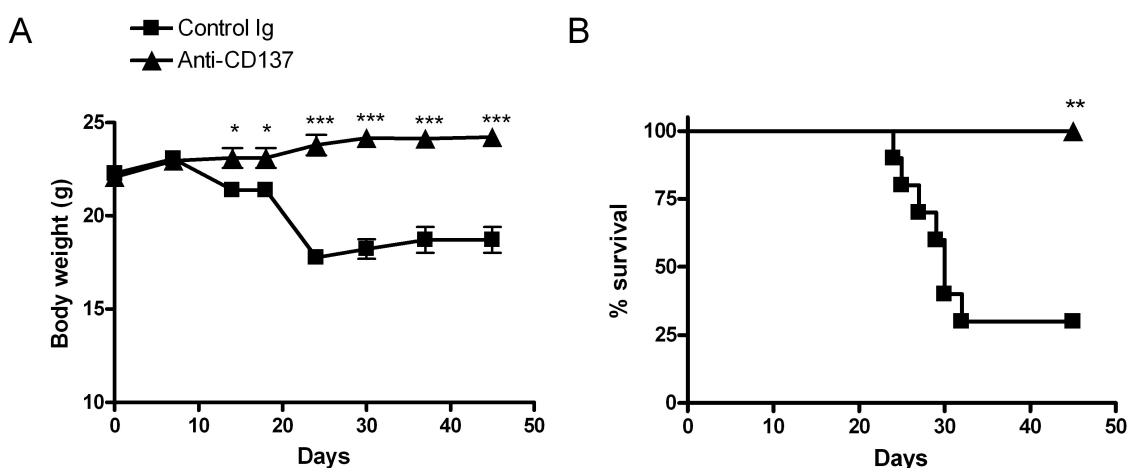 A
Control Ig
Anti-CD137
* * *** *** *** ***
25
20
15
10
0 10 20 30 40 50
Body weight (g)
Days
B
**
100
75
50
25
0
0 10 20 30 40 50
% survival
Days